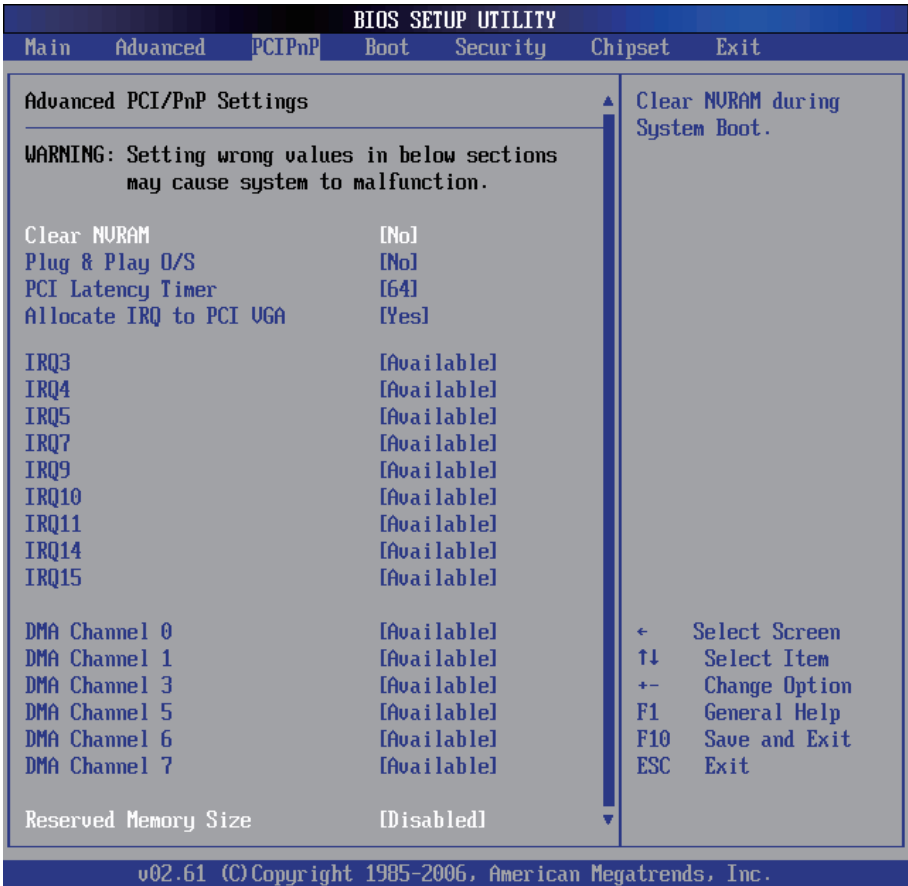 BIOS SETUP UTILITY
Main Advanced PCIPnP Boot Security Chipset Exit
Advanced PCI/PnP Settings
WARNING: Setting wrong values in below sections
may cause system to malfunction.
Clear NVRAM [No]
Plug & Play O/S [No]
PCI Latency Timer [64]
Allocate IRQ to PCI VGA [Yes]
IRQ3 [Available]
IRQ4 [Available]
IRQ5 [Available]
IRQ7 [Available]
IRQ9 [Available]
IRQ10 [Available]
IRQ11 [Available]
IRQ14 [Available]
IRQ15 [Available]
DMA Channel 0 [Available]
DMA Channel 1 [Available]
DMA Channel 3 [Available]
DMA Channel 5 [Available]
DMA Channel 6 [Available]
DMA Channel 7 [Available]
Reserved Memory Size [Disabled]
Clear NVRAM during
System Boot.
← Select Screen
↑↓ Select Item
+- Change Option
F1 General Help
F10 Save and Exit
ESC Exit
v02.61 (C)Copyright 1985-2006, American Megatrends, Inc.